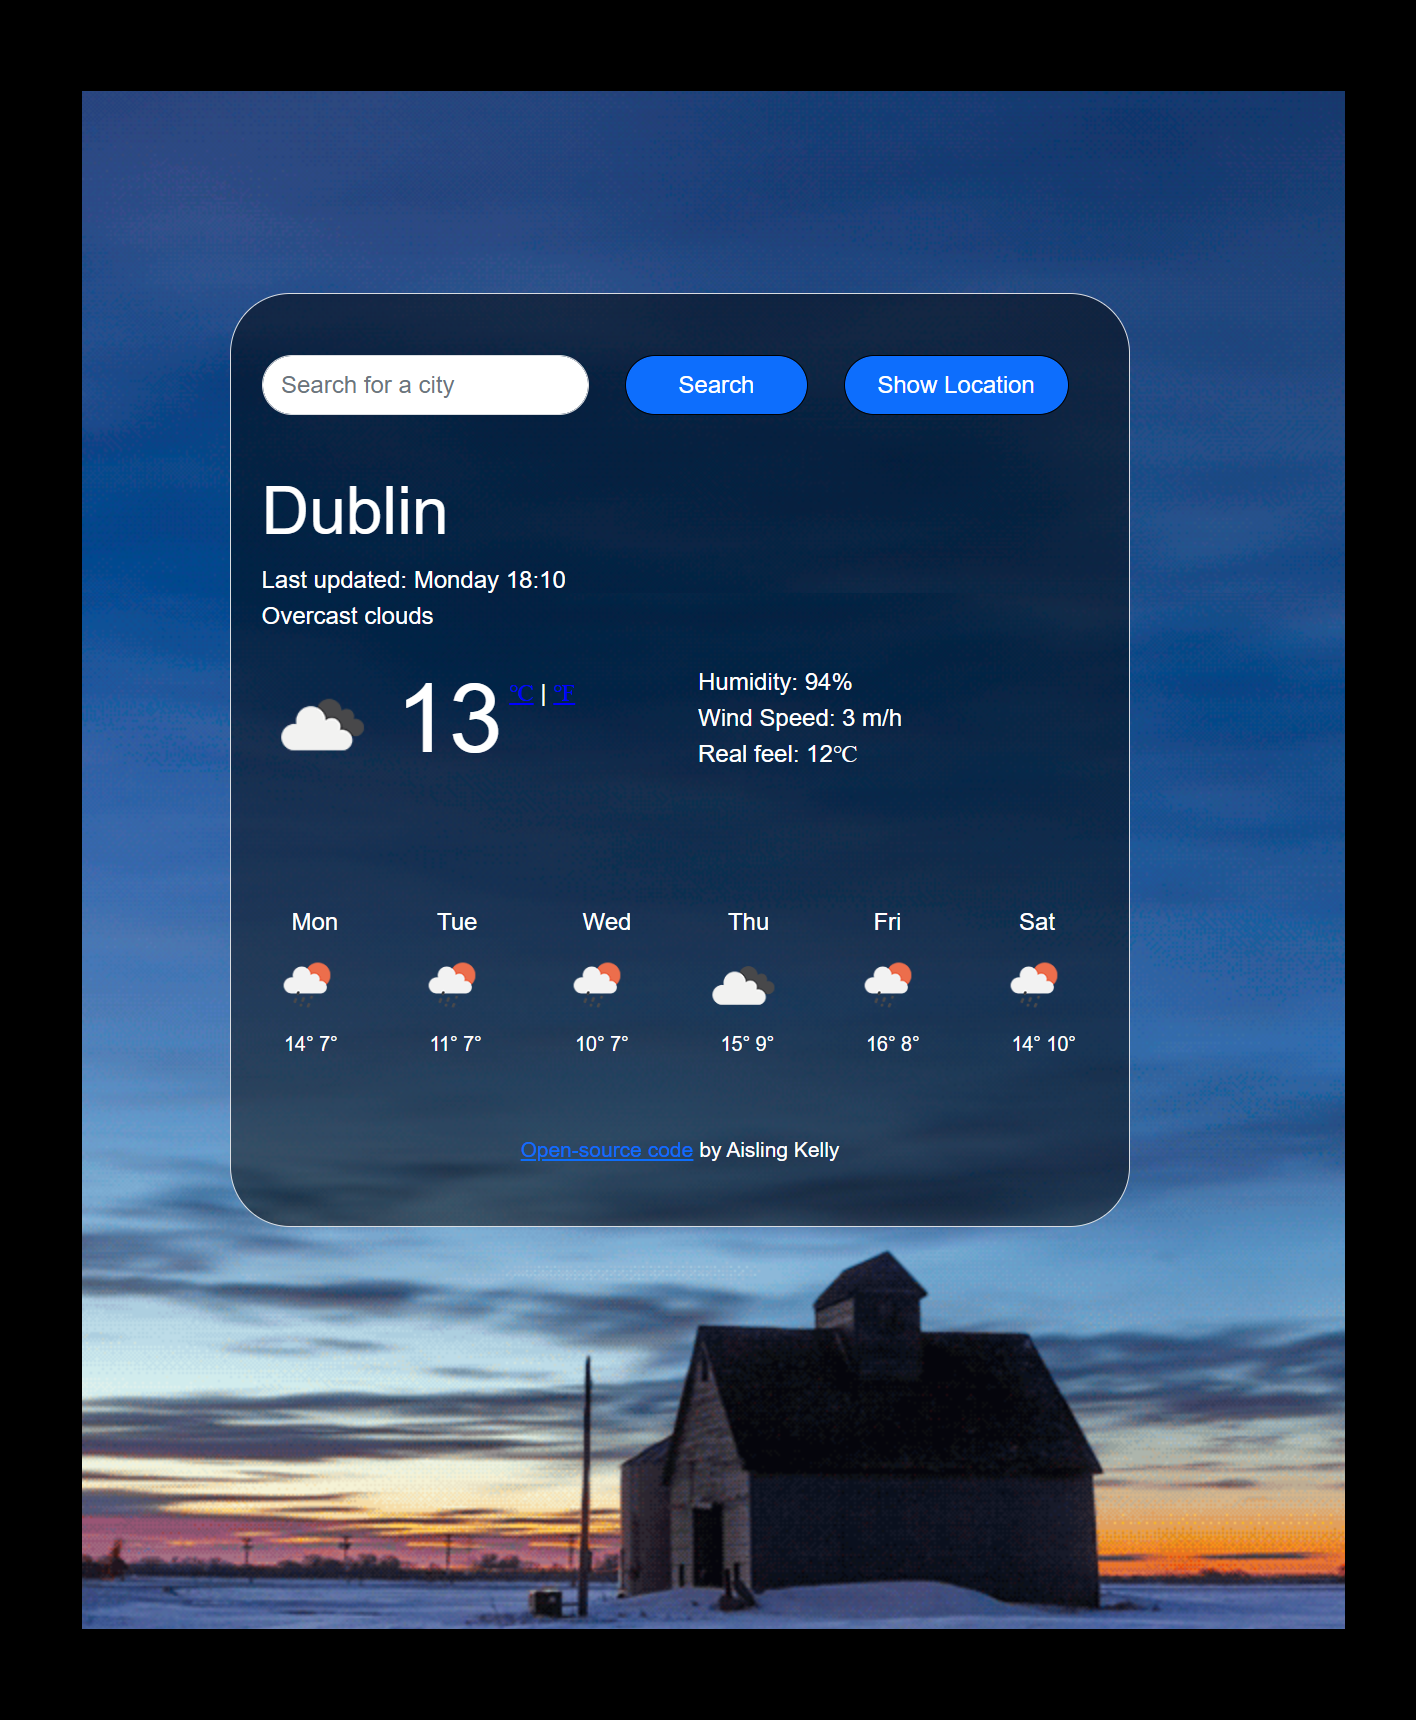 Search for a city Search Show Location
Dublin
Last updated: Monday 18:10
Overcast clouds
13 °C | °F
Humidity: 94%
Wind Speed: 3 m/h
Real feel: 12°C
Mon Tue Wed Thu Fri Sat
14° 7° 11° 7° 10° 7° 15° 9° 16° 8° 14° 10°
Open-source code by Aisling Kelly